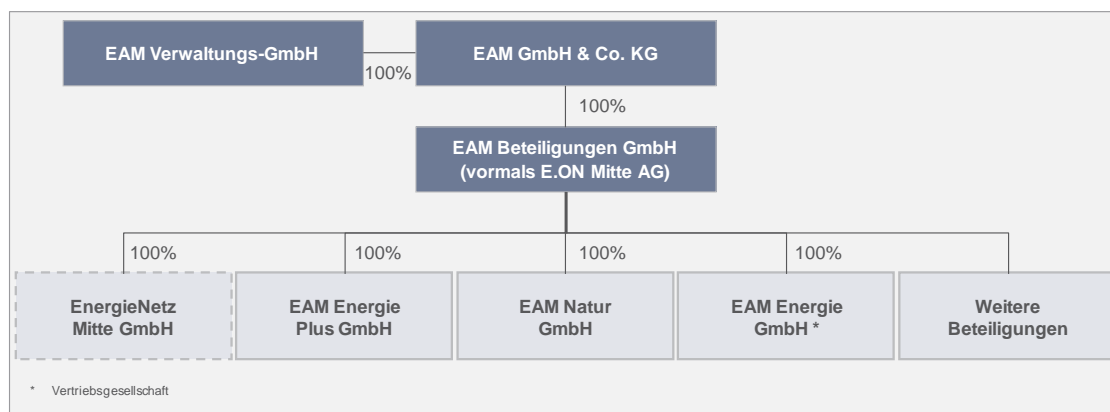 EAM Verwaltungs-GmbH
EAM GmbH & Co. KG
100%
100%
EAM Beteiligungen GmbH
(vormals E.ON Mitte AG)
100%
100%
100%
100%
EnergieNetz
Mitte GmbH
EAM Energie
Plus GmbH
EAM Natur
GmbH
EAM Energie
GmbH *
Weitere
Beteiligungen
* Vertriebsgesellschaft